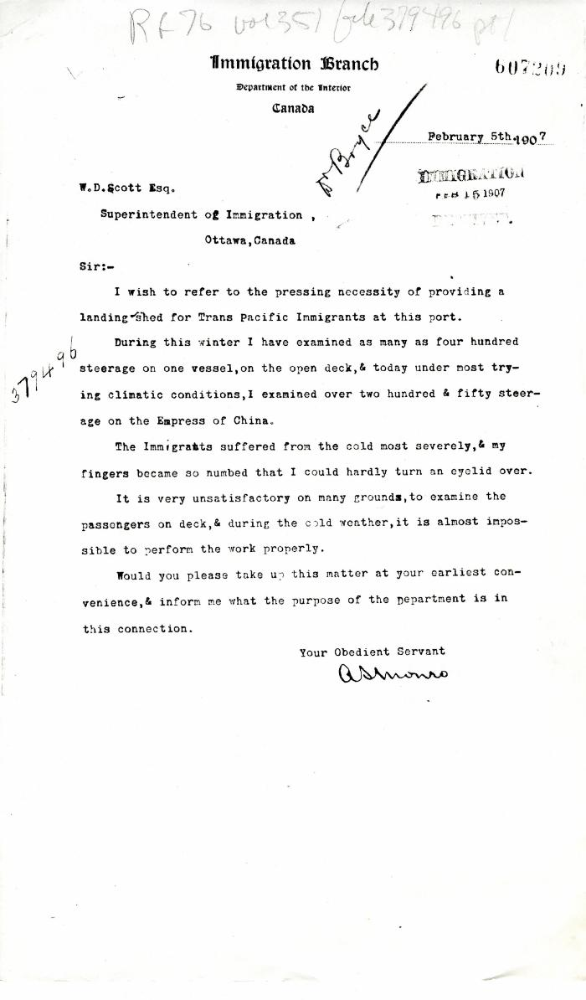 RG76 vol 351 file 379496 pt 1
Immigration Branch
607209
Department of the Interior
Canada
Dr Bryce
February 5th. 1907
IMMIGRATION
FEB 15 1907
W.D.Scott Esq.
Superintendent of Immigration ,
Ottawa,Canada
Sir:-
I wish to refer to the pressing necessity of providing a
landing-shed for Trans Pacific Immigrants at this port.
During this winter I have examined as many as four hundred
379496
steerage on one vessel,on the open deck,& today under most try-
ing climatic conditions,I examined over two hundred & fifty steer-
age on the Empress of China.
The Immigrants suffered from the cold most severely,& my
fingers became so numbed that I could hardly turn an eyelid over.
It is very unsatisfactory on many grounds,to examine the
passengers on deck,& during the cold weather,it is almost impos-
sible to perform the work properly.
Would you please take up this matter at your earliest con-
venience,& inform me what the purpose of the Department is in
this connection.
Your Obedient Servant
ASMonro